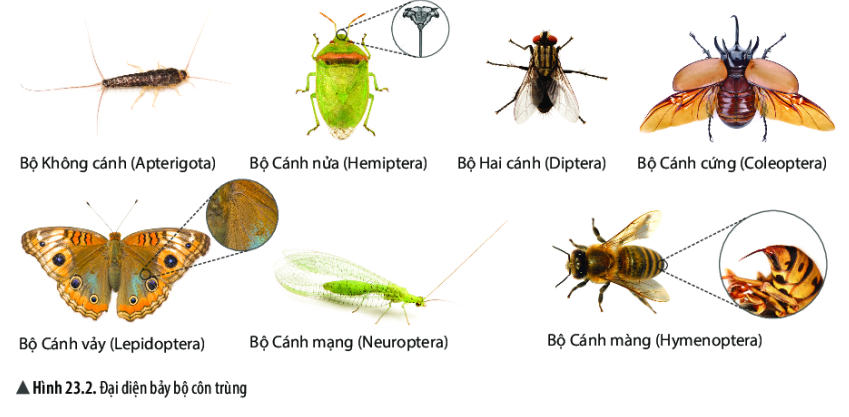 Bộ Không cánh (Apterigota)
Bộ Cánh nửa (Hemiptera)
Bộ Hai cánh (Diptera)
Bộ Cánh cứng (Coleoptera)
Bộ Cánh vảy (Lepidoptera)
Bộ Cánh mạng (Neuroptera)
Bộ Cánh màng (Hymenoptera)
▲ Hình 23.2. Đại diện bảy bộ côn trùng